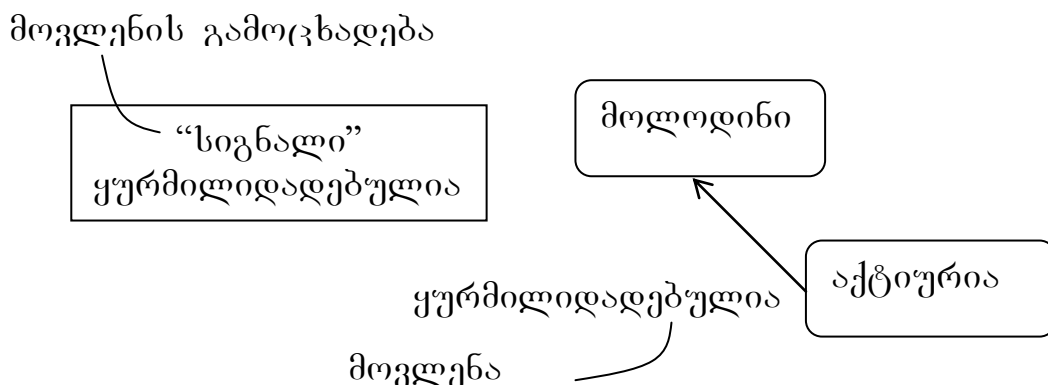 მოვლენის გამოცხადება
“სიგნალი”
ყურმილიდადებულია
მოლოდინი
აქტიურია
ყურმილიდადებულია
მოვლენა